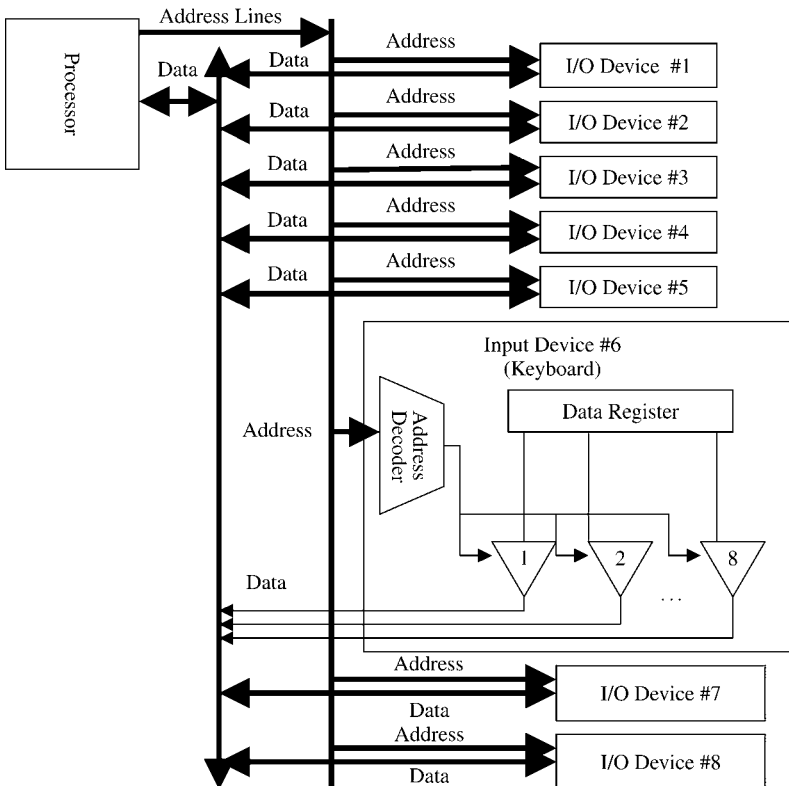 Address Lines
Processor
Data
Address
Data
I/O Device #1
Address
Data
I/O Device #2
Address
Data
I/O Device #3
Address
Data
I/O Device #4
Address
Data
I/O Device #5
Input Device #6
(Keyboard)
Address
Address
Decoder
Data Register
1
2
8
...
Data
Address
Data
I/O Device #7
Address
Data
I/O Device #8